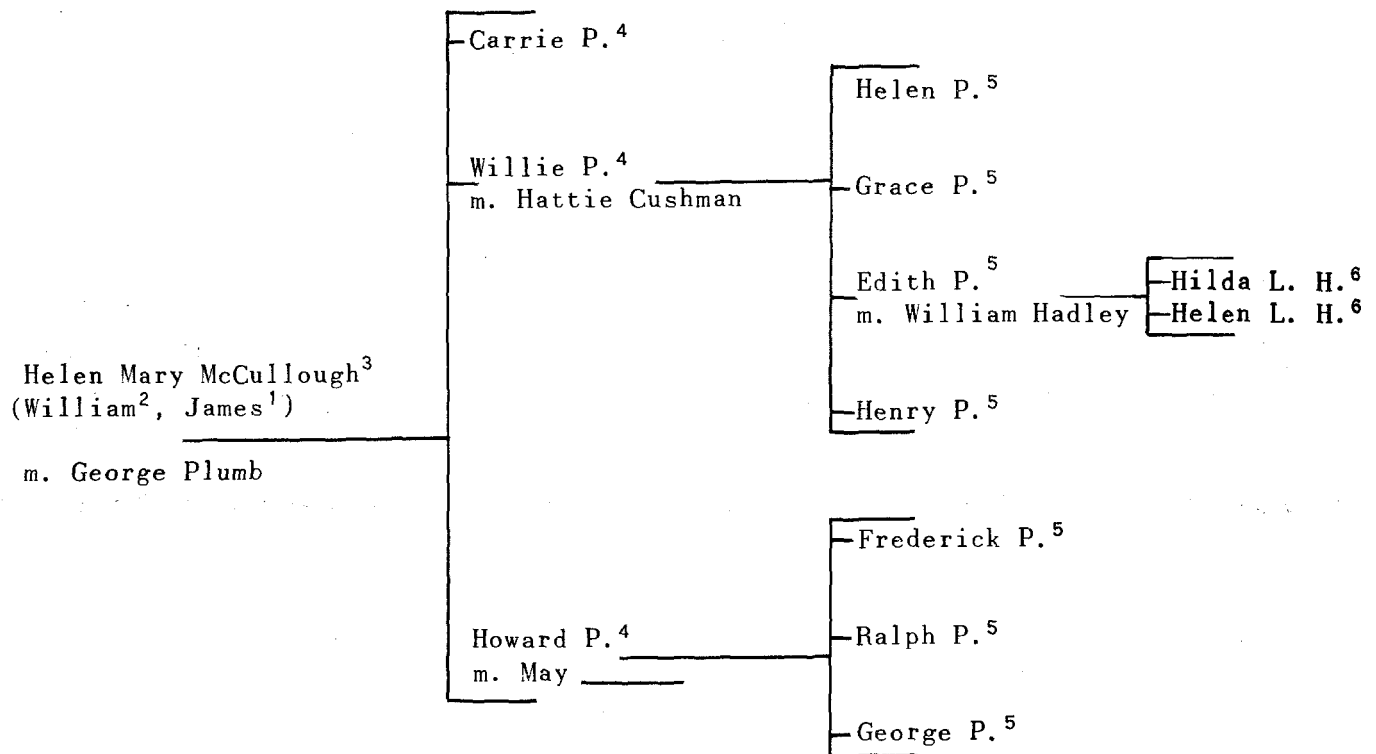 Carrie P.⁴
Helen P.⁵
Willie P.⁴
m. Hattie Cushman
Grace P.⁵
Edith P.⁵
m. William Hadley
Hilda L. H.⁶
Helen L. H.⁶
Henry P.⁵
Helen Mary McCullough³
(William², James¹)
m. George Plumb
Frederick P.⁵
Howard P.⁴
m. May ______
Ralph P.⁵
George P.⁵